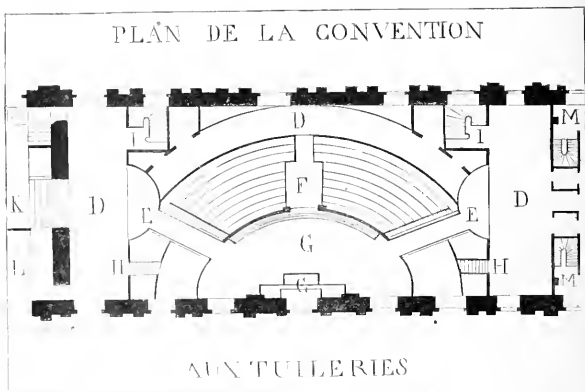 PLAN DE LA CONVENTION
D
I
I
M
F
K
D
E
E
D
G
L
H
H
G
M
AUX TUILERIES